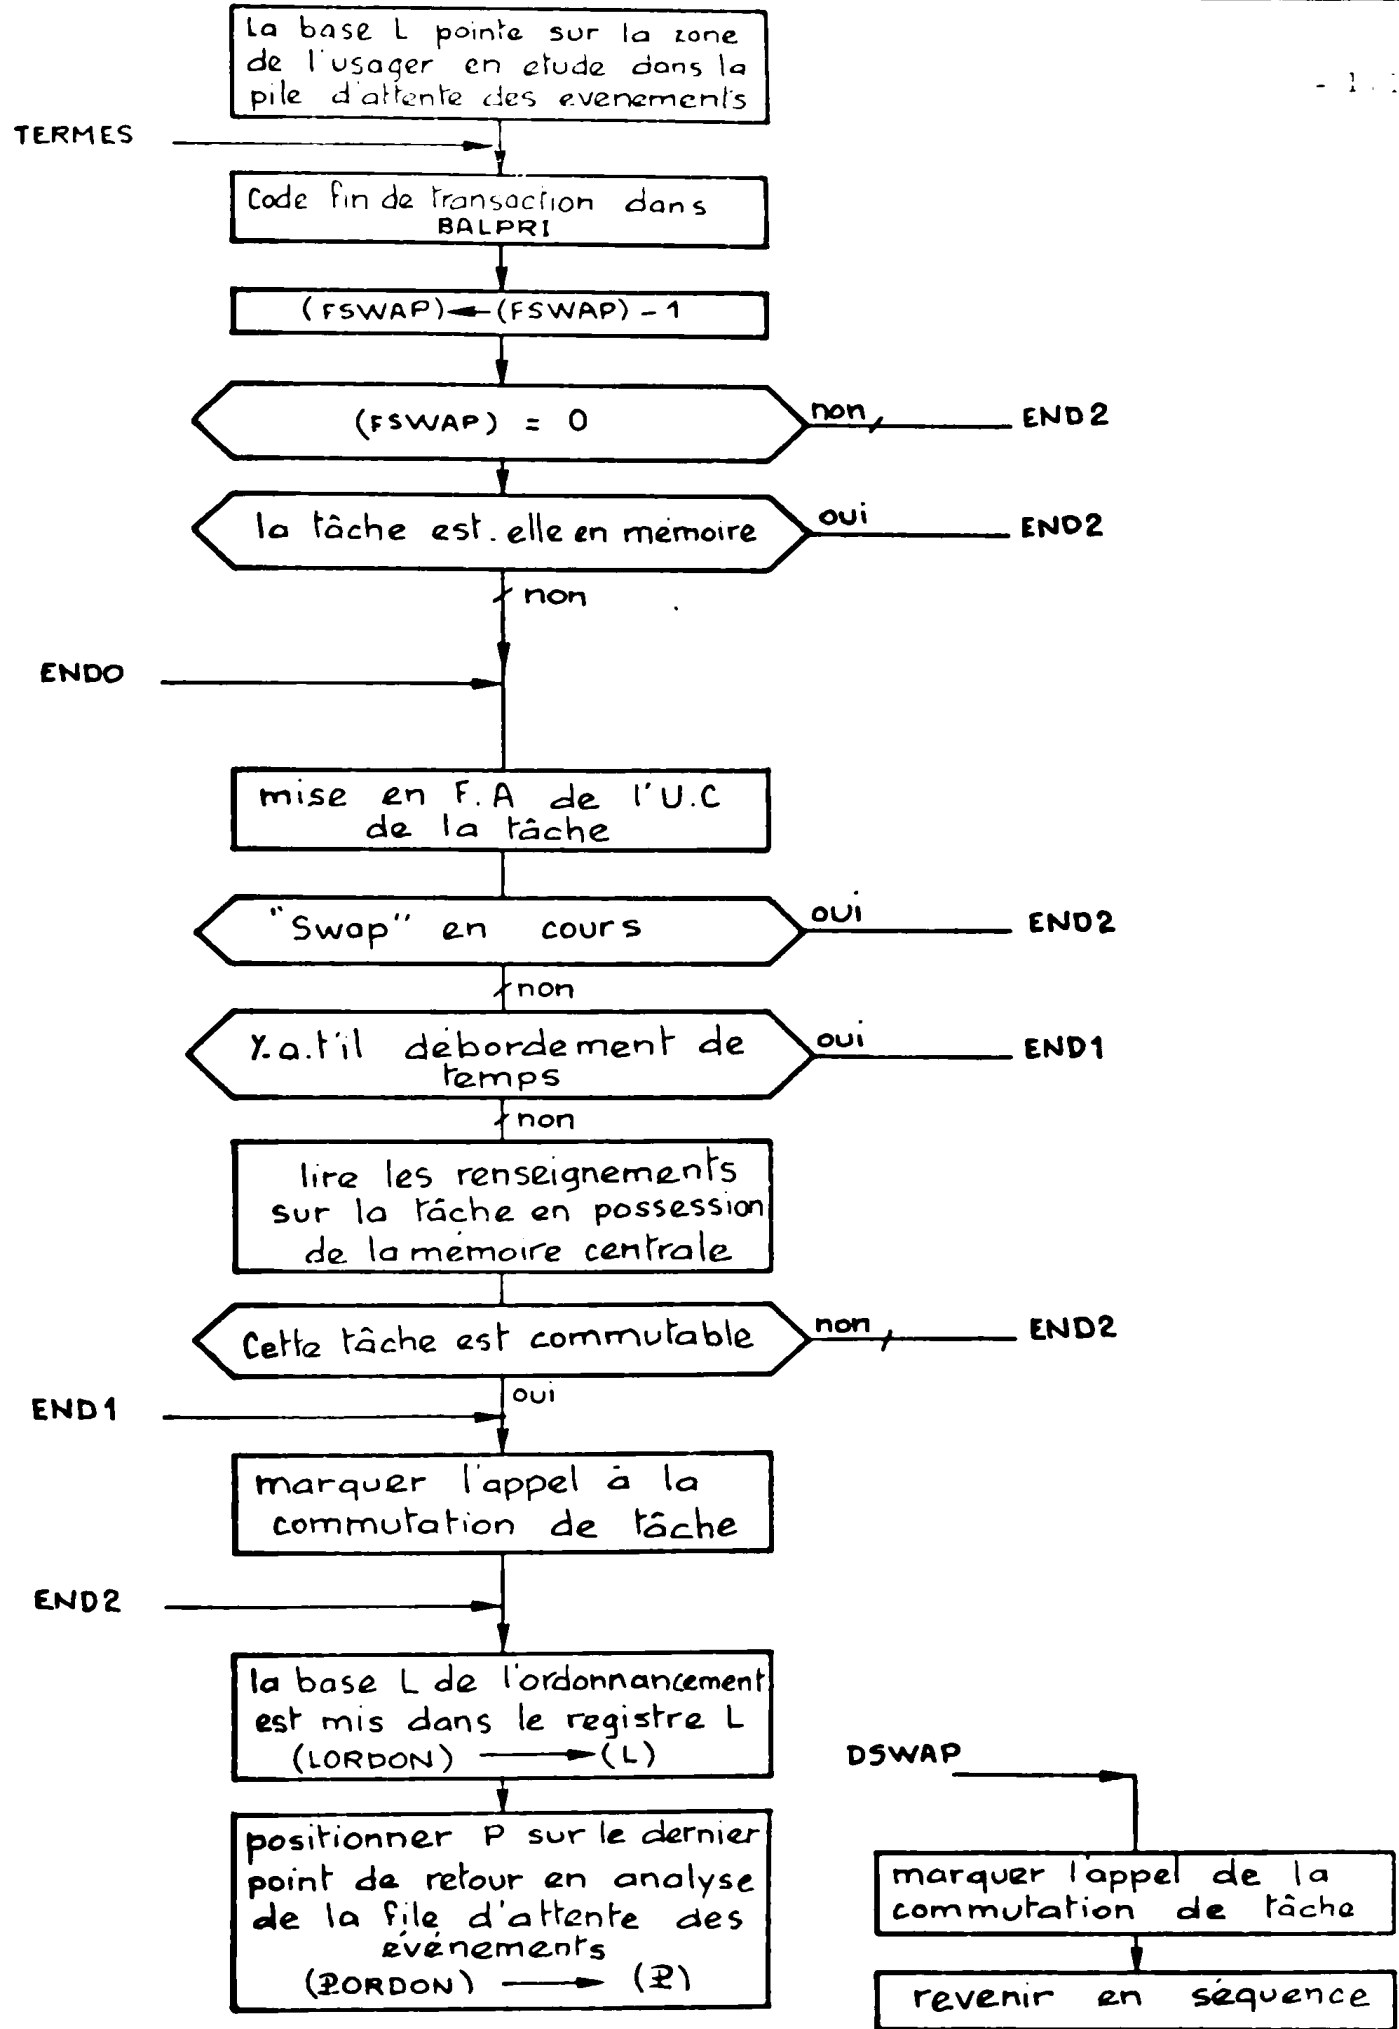 la base L pointe sur la zone
de l'usager en etude dans la
pile d'attente des evenements
TERMES
Code fin de transaction dans
BALPRI
(FSWAP) ← (FSWAP) - 1
(FSWAP) = 0
non
END2
la tâche est.elle en mémoire
oui
END2
non
END0
mise en F.A de l'U.C
de la tâche
"Swap" en cours
oui
END2
non
Y.a.t'il débordement de
temps
oui
END1
non
lire les renseignements
sur la tâche en possession
de la mémoire centrale
Cette tâche est commutable
non
END2
oui
END1
marquer l'appel à la
commutation de tâche
END2
la base L de l'ordonnancement
est mis dans le registre L
(LORDON) → (L)
positionner P sur le dernier
point de retour en analyse
de la file d'attente des
événements
(PORDON) → (P)
DSWAP
marquer l'appel de la
commutation de tâche
revenir en séquence